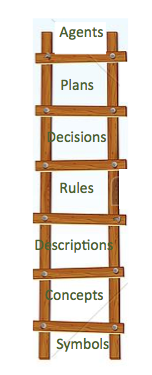 Agents
Plans
Decisions
Rules
Descriptions
Concepts
Symbols